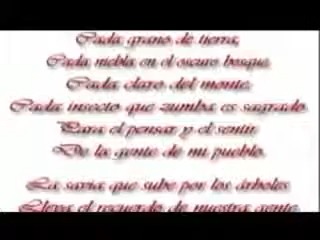 Cada grano de tierra,
Cada niebla en el oscuro bosque,
Cada claro del monte,
Cada insecto que zumba es sagrado
Para el pensar y el sentir
De la gente de mi pueblo.
La savia que sube por los árboles
Lleva el recuerdo de nuestra gente